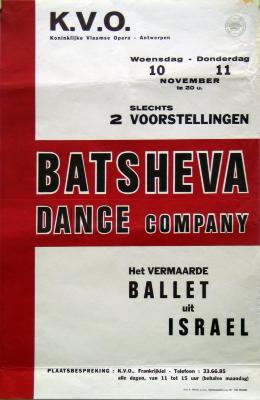 K.V.O.
Koninklijke Vlaamse Opera - Antwerpen
Woensdag - Donderdag
10 11
NOVEMBER
te 20 u.
SLECHTS
2 VOORSTELLINGEN
BATSHEVA
DANCE COMPANY
Het VERMAARDE
BALLET
uit
ISRAEL
PLAATSBESPREKING : K.V.O., Frankrijklei - Telefoon : 33.66.85
alle dagen, van 11 tot 15 uur (behalve maandag)